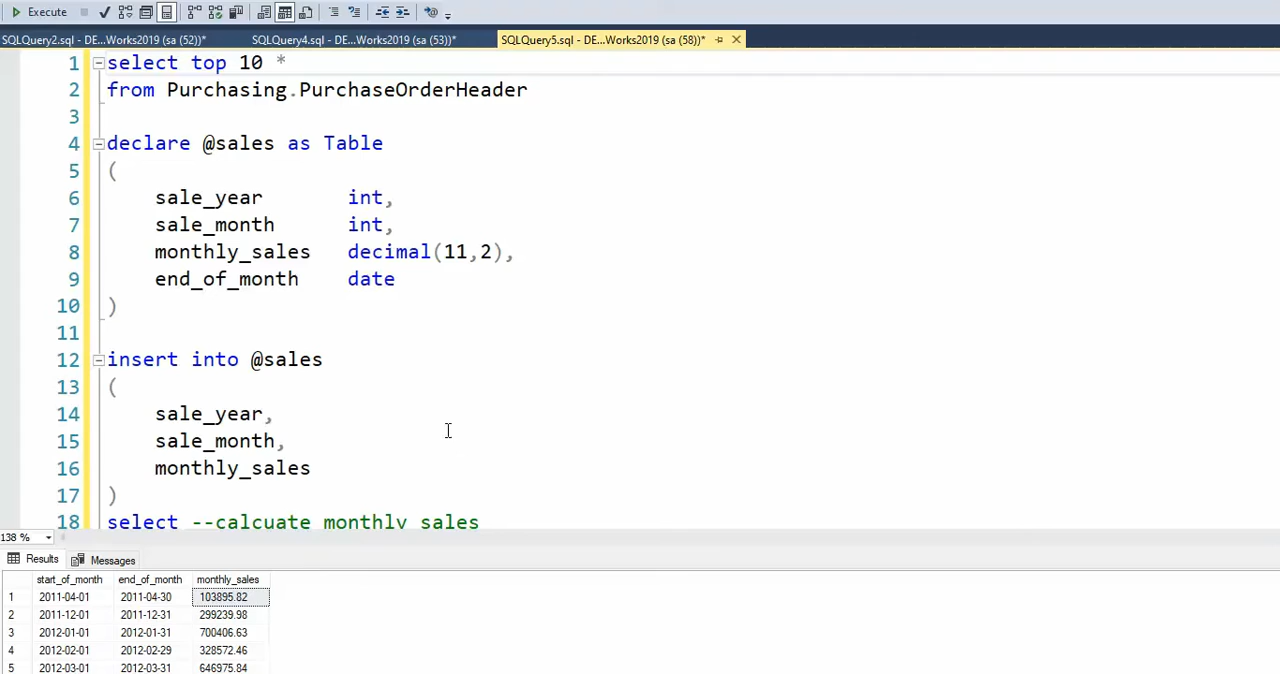 Execute
SQLQuery2.sql - DE...Works2019 (sa (52))* SQLQuery4.sql - DE...Works2019 (sa (53))* SQLQuery5.sql - DE...Works2019 (sa (58))*
1 select top 10 *
2 from Purchasing.PurchaseOrderHeader
3
4 declare @sales as Table
5 (
6 sale_year int,
7 sale_month int,
8 monthly_sales decimal(11,2),
9 end_of_month date
10 )
11
12 insert into @sales
13 (
14 sale_year,
15 sale_month,
16 monthly_sales
17 )
18 select --calcuate monthly sales
138 %
Results Messages
start_of_month end_of_month monthly_sales
1 2011-04-01 2011-04-30 103895.82
2 2011-12-01 2011-12-31 299239.98
3 2012-01-01 2012-01-31 700406.63
4 2012-02-01 2012-02-29 328572.46
5 2012-03-01 2012-03-31 646975.84